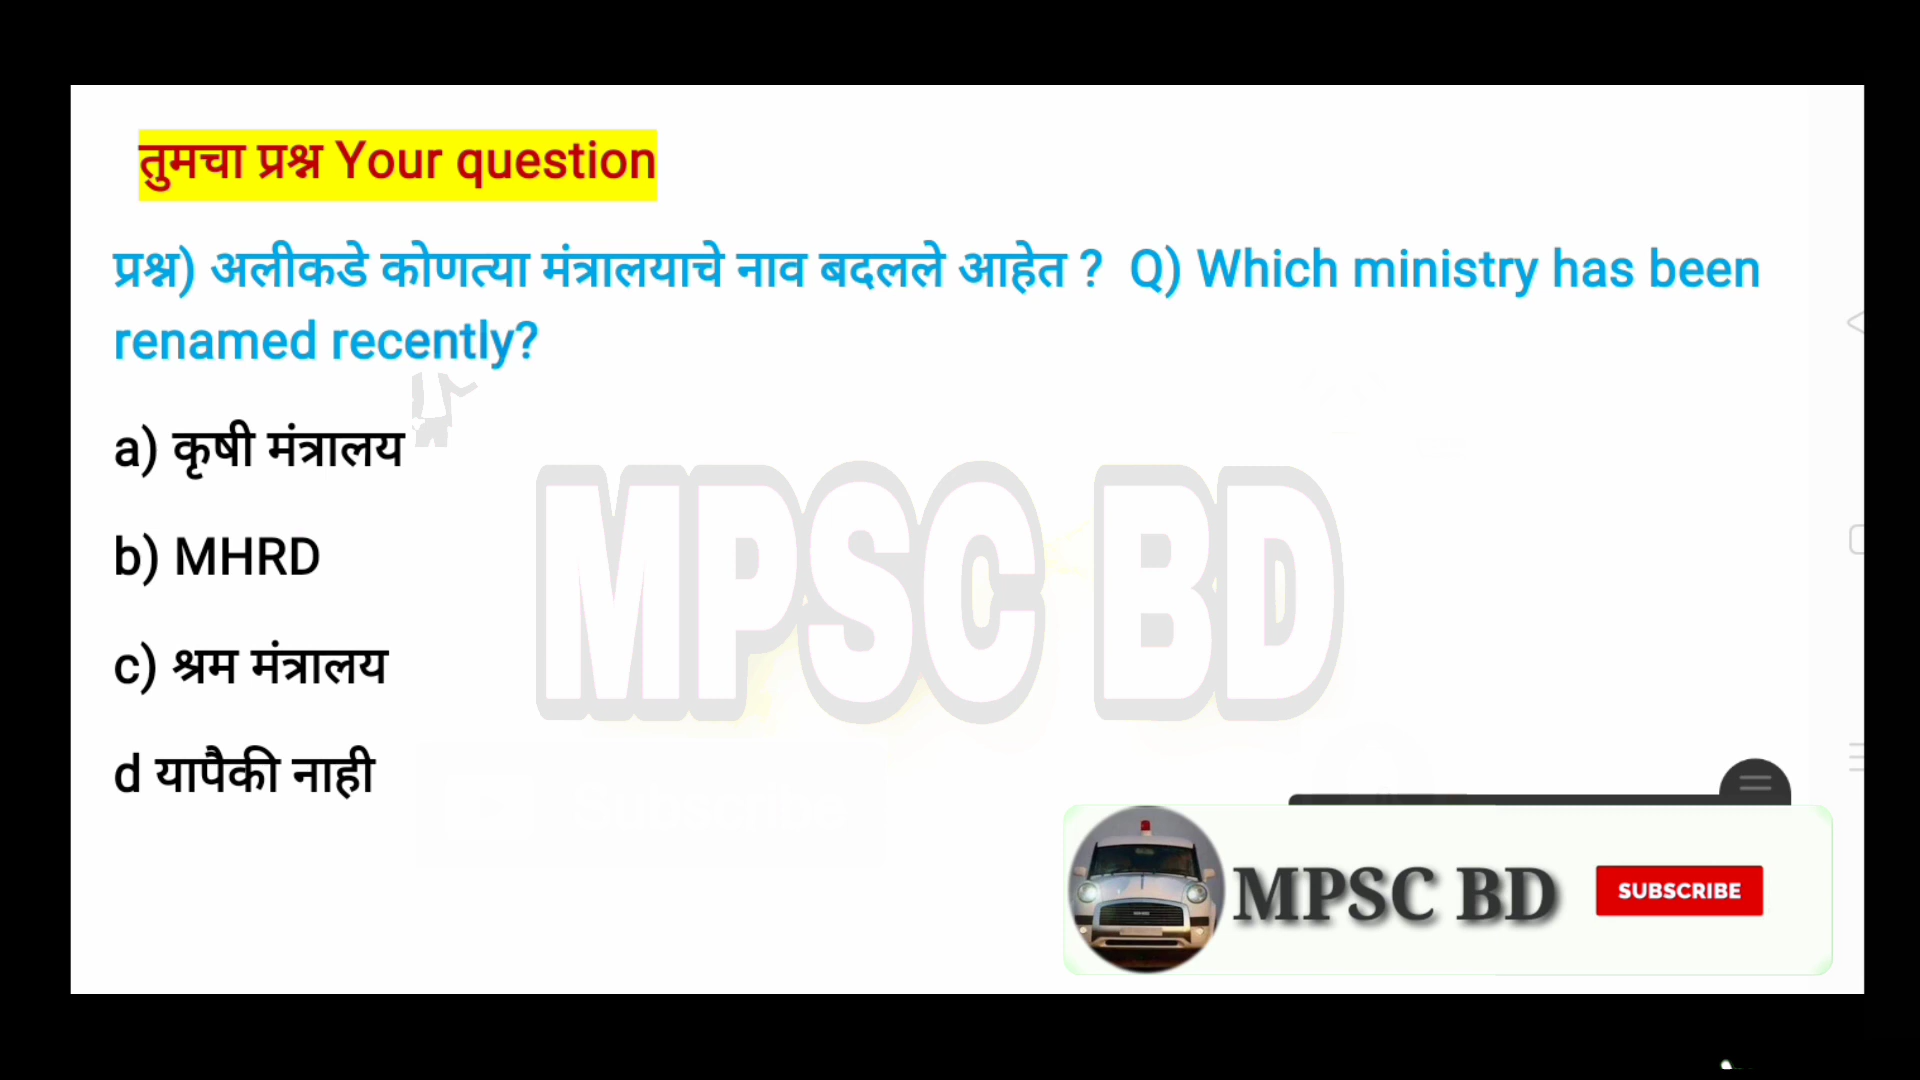 तुमचा प्रश्न Your question
प्रश्न) अलीकडे कोणत्या मंत्रालयाचे नाव बदलले आहेत ? Q) Which ministry has been
renamed recently?
a) कृषी मंत्रालय
b) MHRD
c) श्रम मंत्रालय
d यापैकी नाही
MPSC BD
MPSC BD SUBSCRIBE